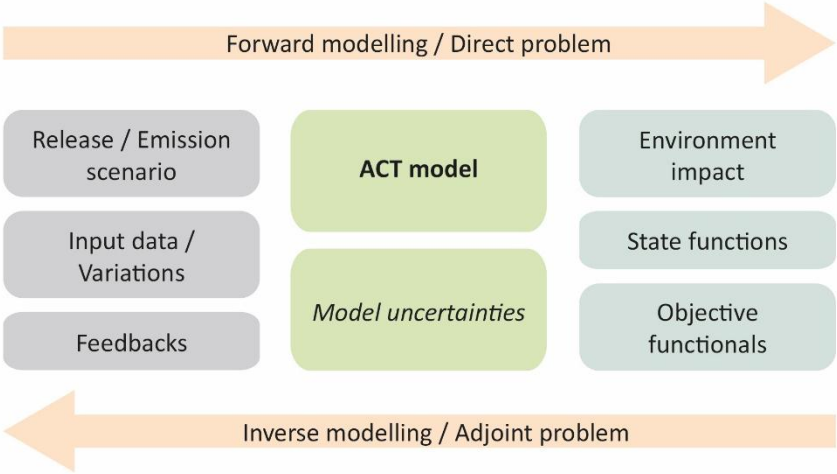 Forward modelling / Direct problem
Release / Emission
scenario
Input data /
Variations
Feedbacks
ACT model
Model uncertainties
Environment
impact
State functions
Objective
functionals
Inverse modelling / Adjoint problem